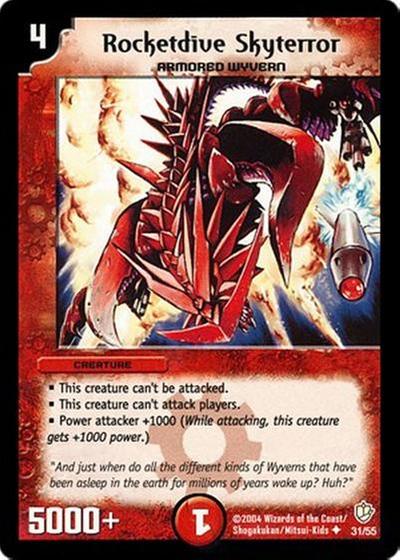 4
Rocketdive Skyterror
ARMORED WYVERN
CREATURE
▪ This creature can't be attacked.
▪ This creature can't attack players.
▪ Power attacker +1000 (While attacking, this creature
gets +1000 power.)
"And just when do all the different kinds of Wyverns that have
been asleep in the earth for millions of years wake up? Huh?"
5000+
1
©2004 Wizards of the Coast/
Shogakukan/Mitsui-Kids ✦ 31/55